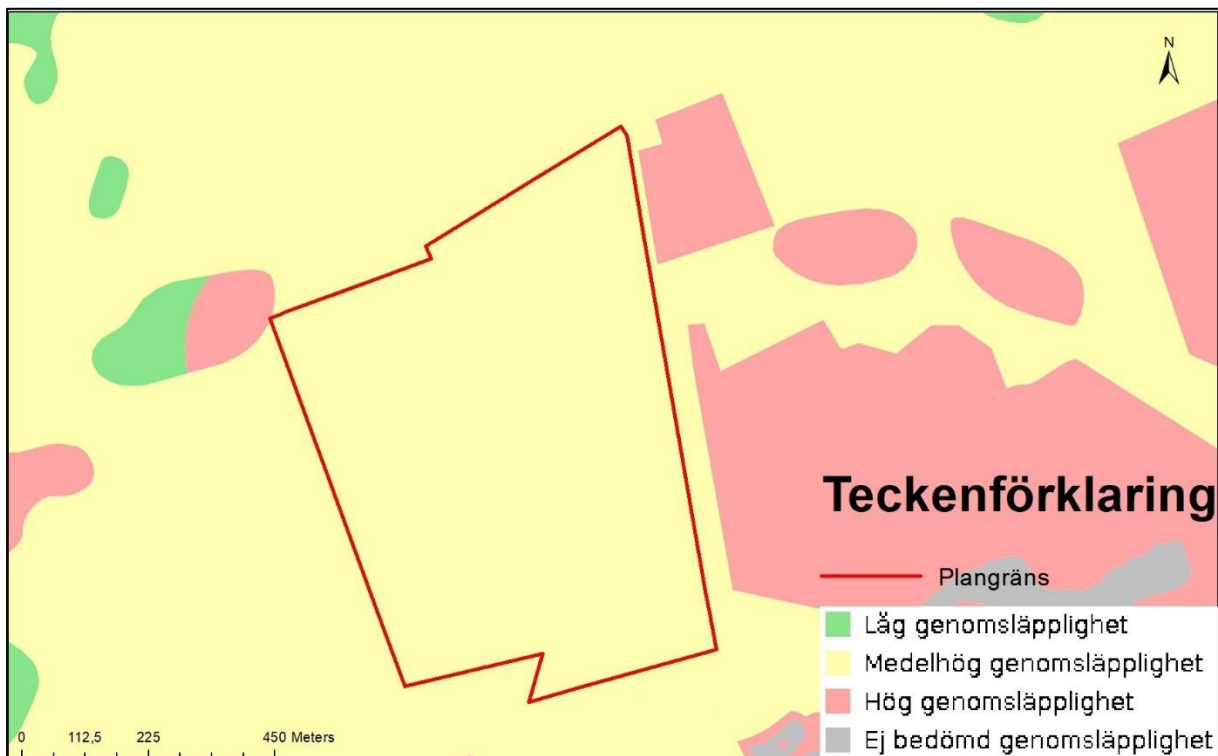 N
Teckenförklaring
Plangräns
Låg genomsläpplighet
Medelhög genomsläpplighet
Hög genomsläpplighet
Ej bedömd genomsläpplighet
0 112,5 225 450 Meters